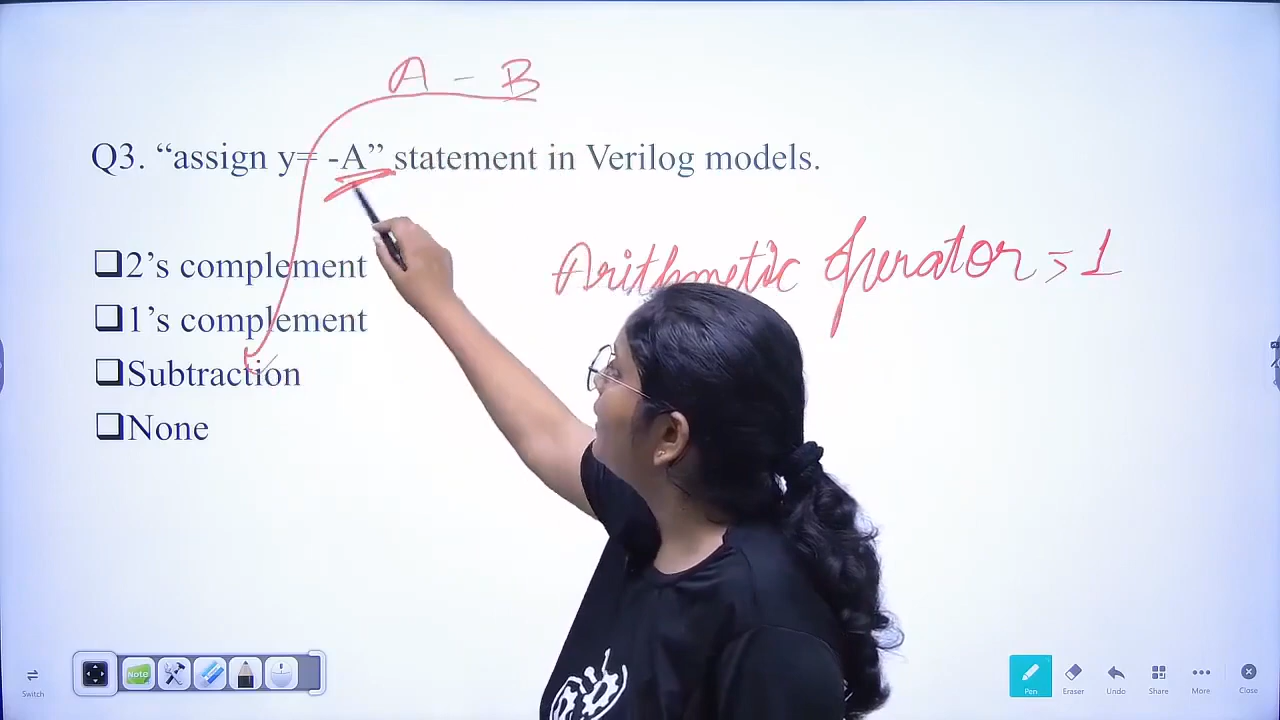 A - B
Q3. “assign y= -A” statement in Verilog models.
2’s complement
Arithmetic Operator = 1
1’s complement
Subtraction
None
Switch
Note
Pen
Eraser
Undo
Share
More
Close